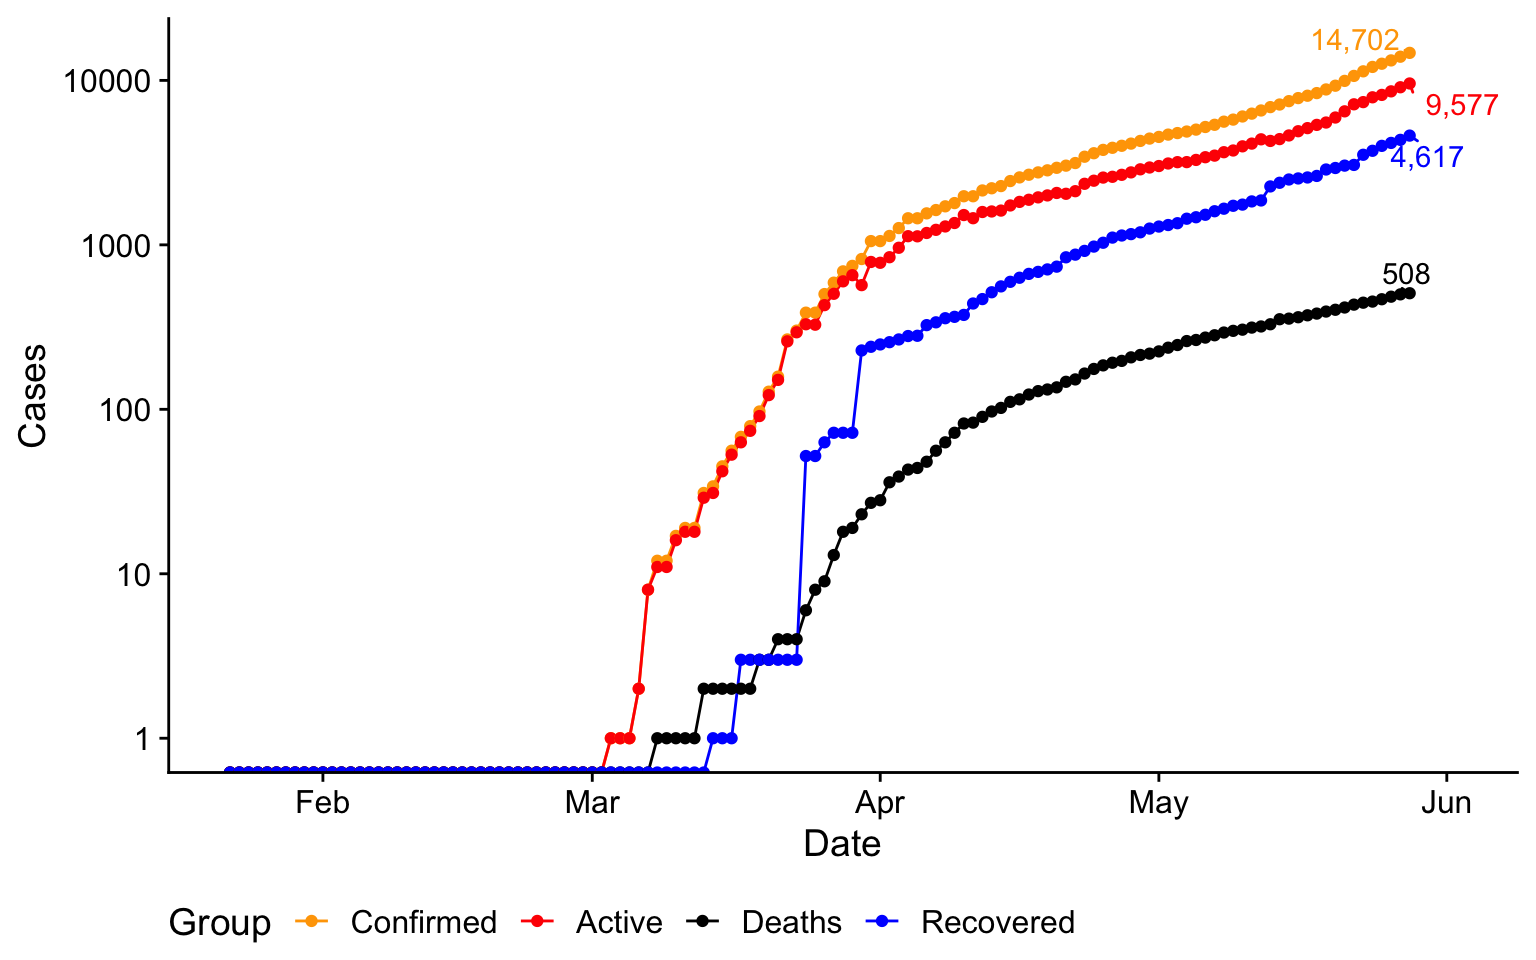 14,702
10000
9,577
4,617
1000
508
100
10
1
Cases
Feb Mar Apr May Jun
Date
Group Confirmed Active Deaths Recovered